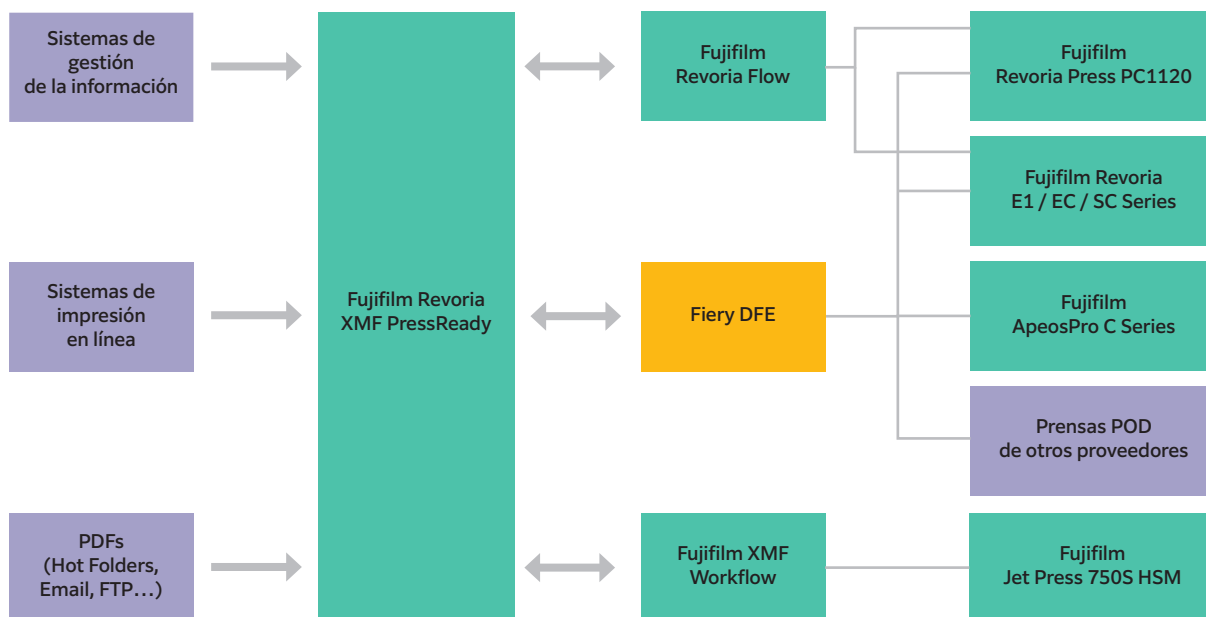 Sistemas de
gestión
de la información
Sistemas de
impresión
en línea
PDFs
(Hot Folders,
Email, FTP...)
Fujifilm Revoria
XMF PressReady
Fujifilm
Revoria Flow
Fiery DFE
Fujifilm XMF
Workflow
Fujifilm
Revoria Press PC1120
Fujifilm Revoria
E1 / EC / SC Series
Fujifilm
ApeosPro C Series
Prensas POD
de otros proveedores
Fujifilm
Jet Press 750S HSM